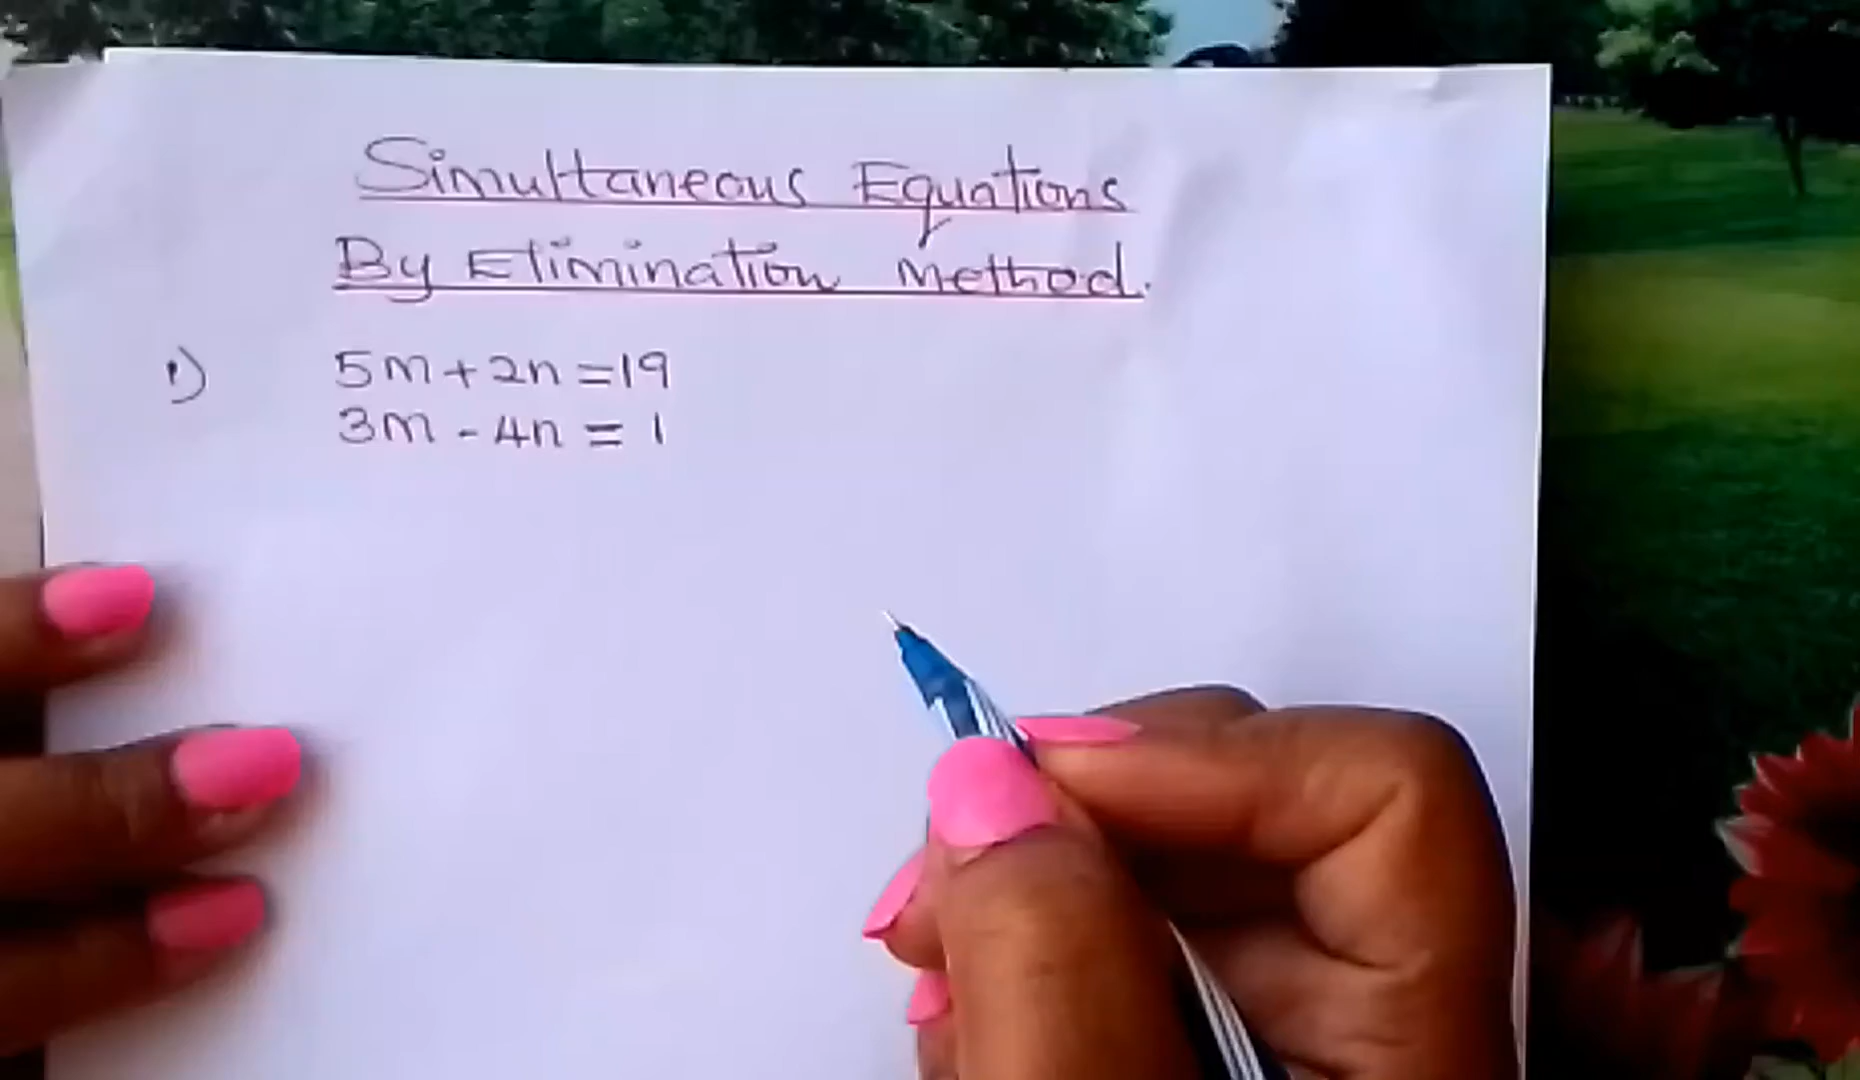 Simultaneous Equations
By Elimination Method.
1) 5m + 2n = 19
3m - 4n = 1